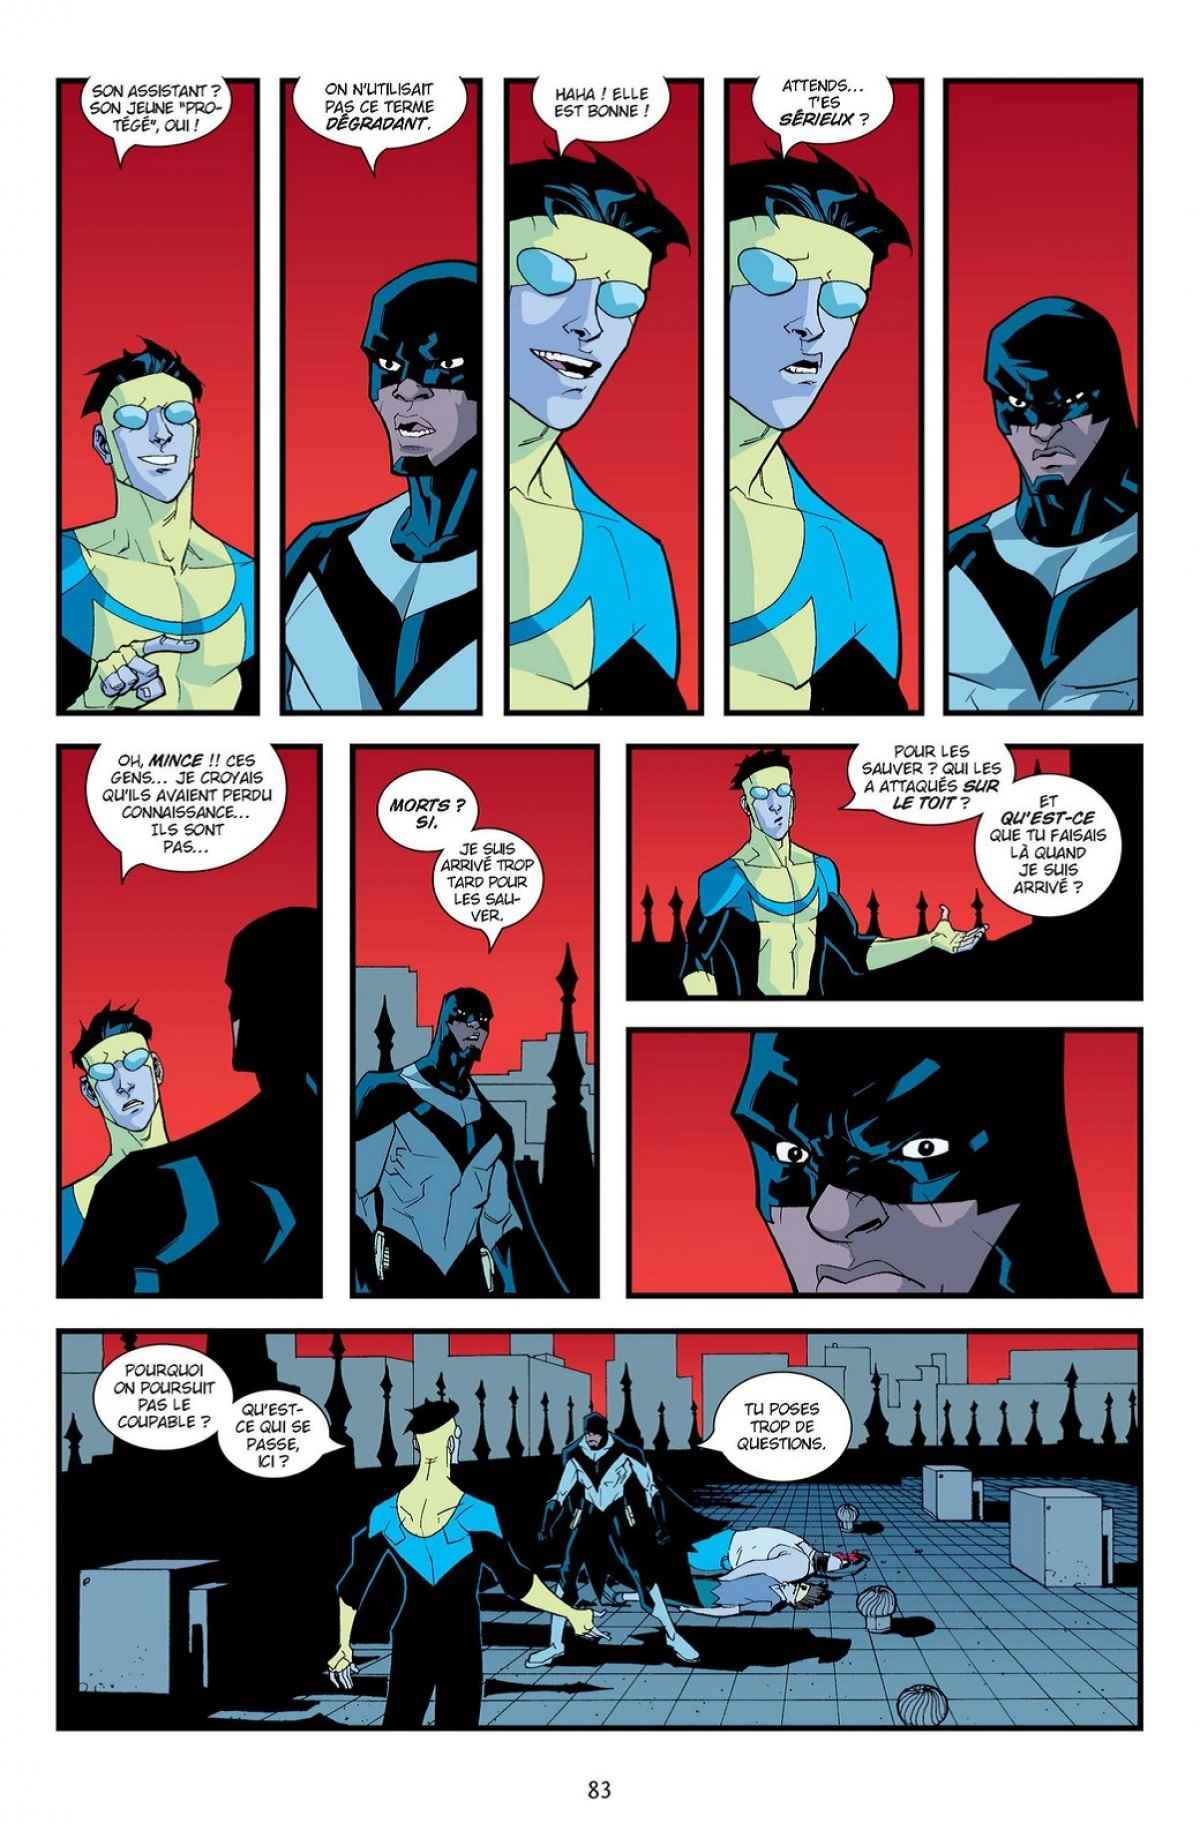 SON ASSISTANT ?
SON JEUNE "PRO-
TÉGÉ", OUI !
ON N'UTILISAIT
PAS CE TERME
DÉGRADANT.
HAHA ! ELLE
EST BONNE !
ATTENDS...
T'ES
SÉRIEUX ?
OH, MINCE !! CES
GENS... JE CROYAIS
QU'ILS AVAIENT PERDU
CONNAISSANCE...
ILS SONT
PAS...
MORTS ?
SI.
JE SUIS
ARRIVÉ TROP
TARD POUR
LES SAU-
VER.
POUR LES
SAUVER ? QUI LES
A ATTAQUÉS SUR
LE TOIT ?
ET
QU'EST-CE
QUE TU FAISAIS
LÀ QUAND
JE SUIS
ARRIVÉ ?
POURQUOI
ON POURSUIT
PAS LE
COUPABLE ?
QU'EST-
CE QUI SE
PASSE,
ICI ?
TU POSES
TROP DE
QUESTIONS.
83